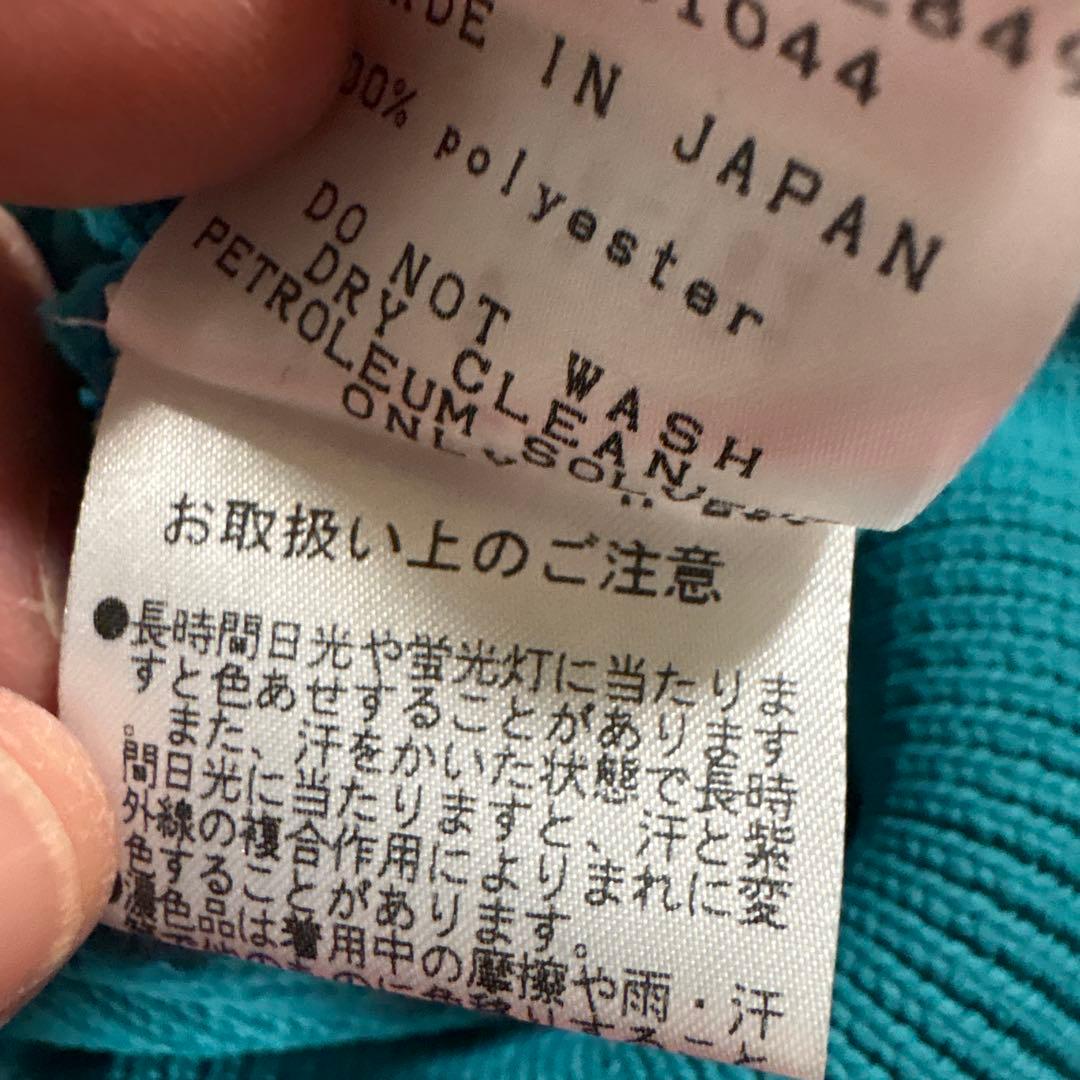 1044
IN JAPAN
00% polyester
DO NOT WASH
DRY CLEAN
PETROLEUM
ONLY
お取扱い上のご注意
●長時間日光や蛍光灯に当たりま
すと色あせすることがあります
。また、汗をかいた状態で長時
間日光に当たりますと、汗と紫
外線の複合作用によりまれに変
色することがあります。
●濃色品は着用中の摩擦や雨・汗